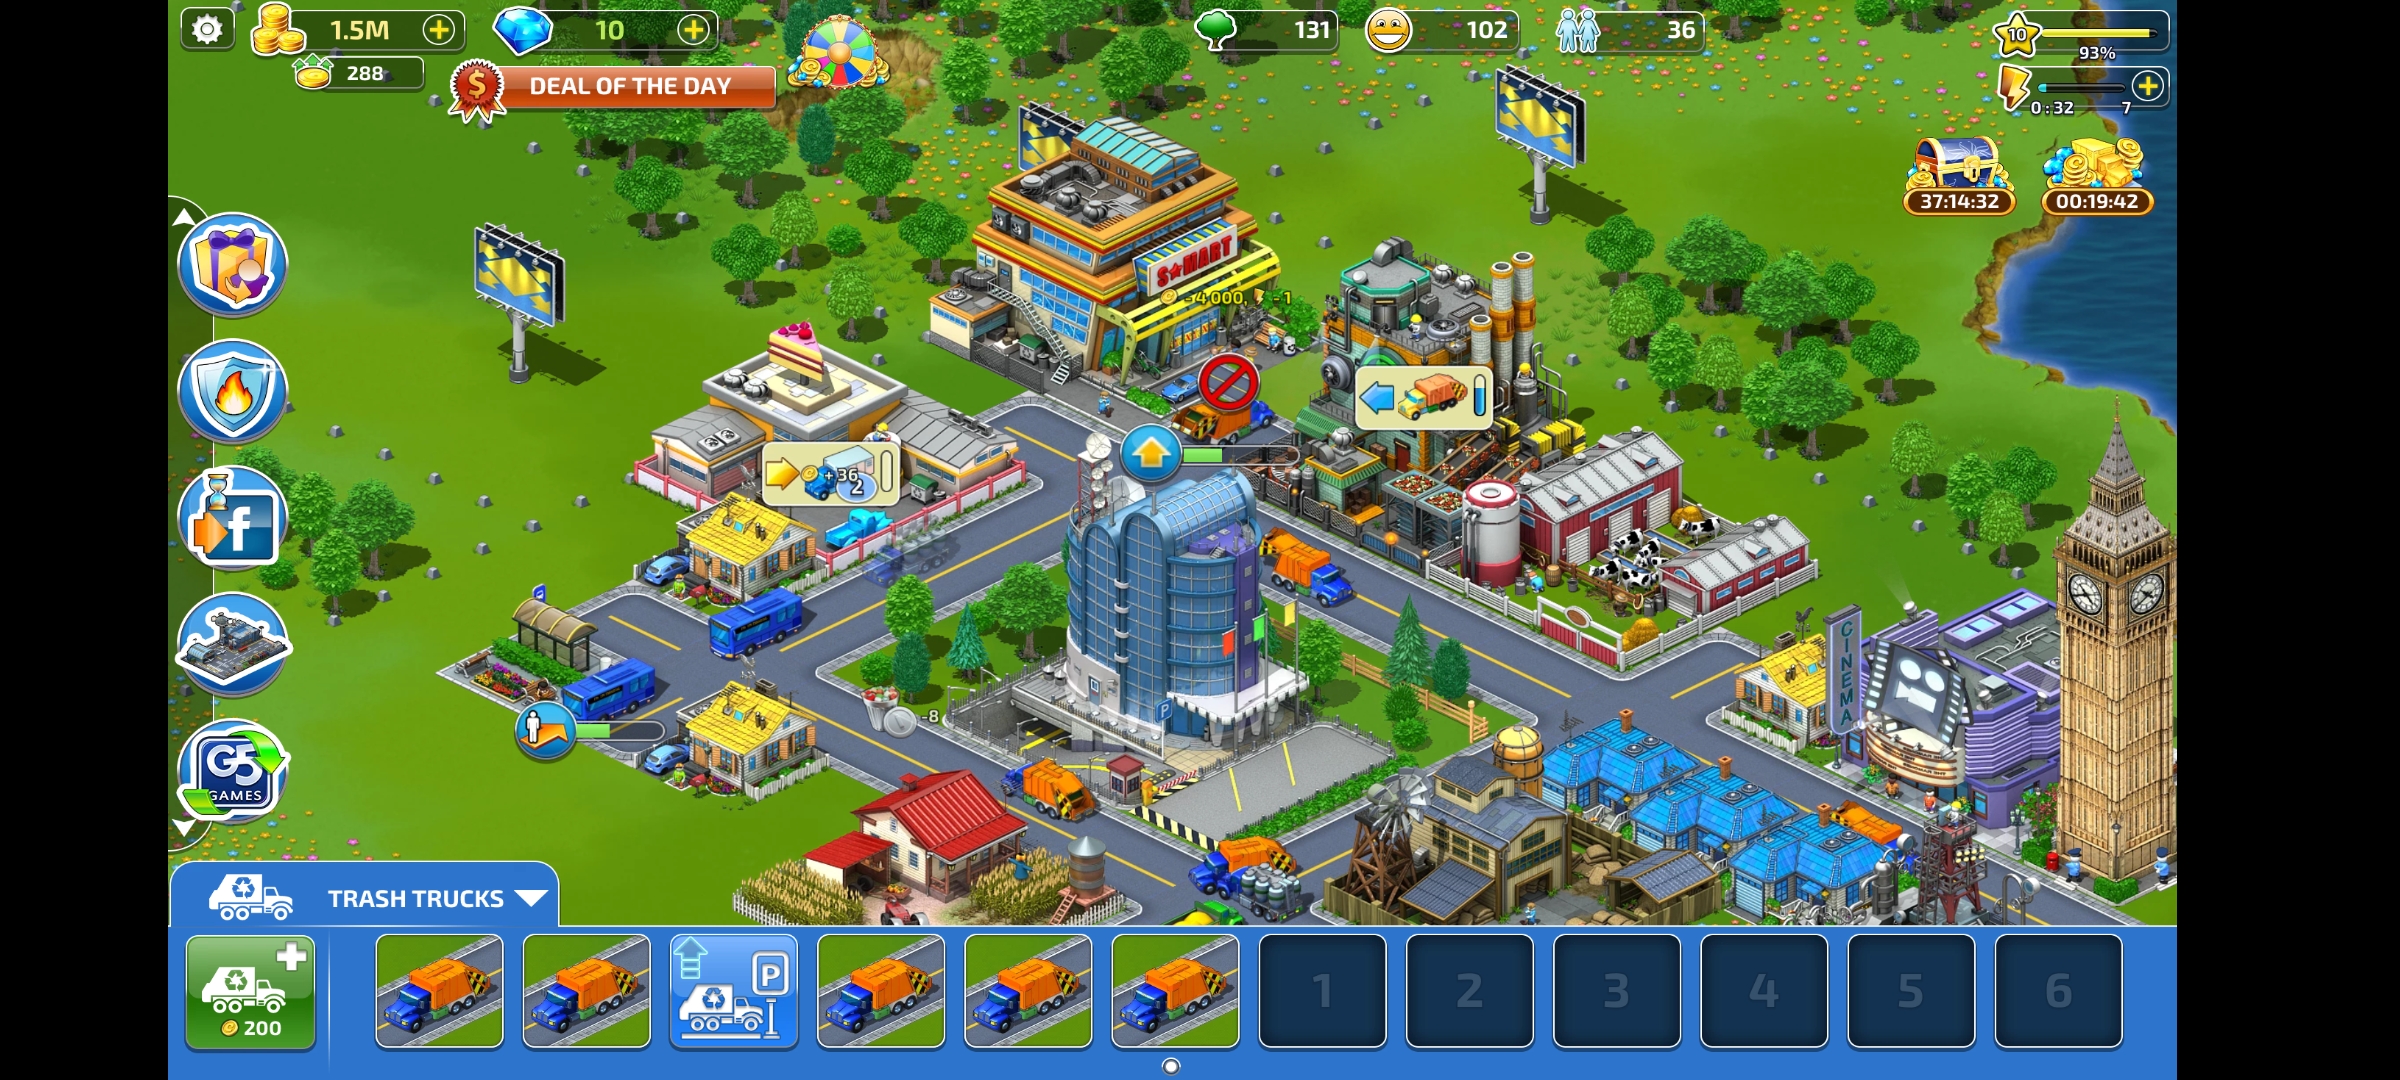 1.5M
10
131
102
36
10
93%
288
DEAL OF THE DAY
0:32
7
37:14:32
00:19:42
S★MART
-4 000, -1
+36
2
f
P
CINEMA
-8
G5
GAMES
TRASH TRUCKS
200
P
1
2
3
4
5
6